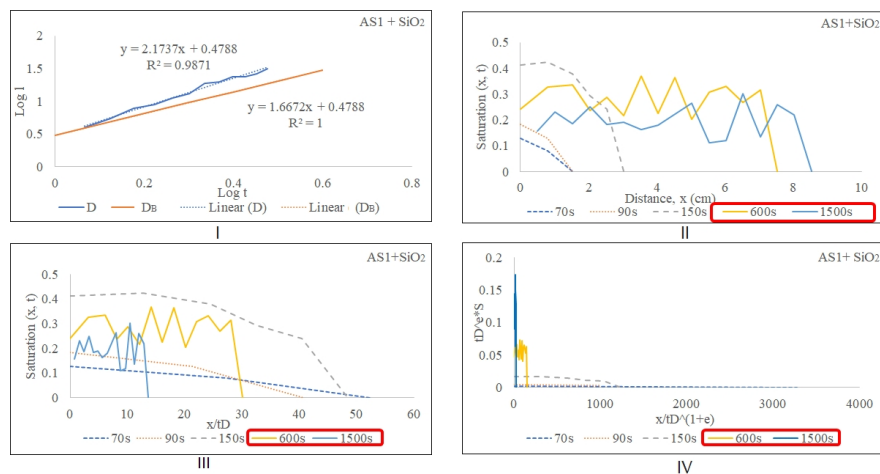 AS1 + SiO2
y = 2.1737x + 0.4788
R² = 0.9871
y = 1.6672x + 0.4788
R² = 1
Log l
2
1.5
1
0.5
0
0 0.2 0.4 0.6 0.8
Log t
D DB Linear (D) Linear (DB)
I
AS1+SiO2
Saturation (x, t)
0.5
0.4
0.3
0.2
0.1
0
0 2 4 6 8 10
Distance, x (cm)
70s 90s 150s 600s 1500s
II
AS1+SiO2
Saturation (x, t)
0.5
0.4
0.3
0.2
0.1
0
0 10 20 30 40 50 60
x/tD
70s 90s 150s 600s 1500s
III
AS1+ SiO2
tD^e*S
0.2
0.15
0.1
0.05
0
0 1000 2000 3000 4000
x/tD^(1+e)
70s 90s 150s 600s 1500s
IV